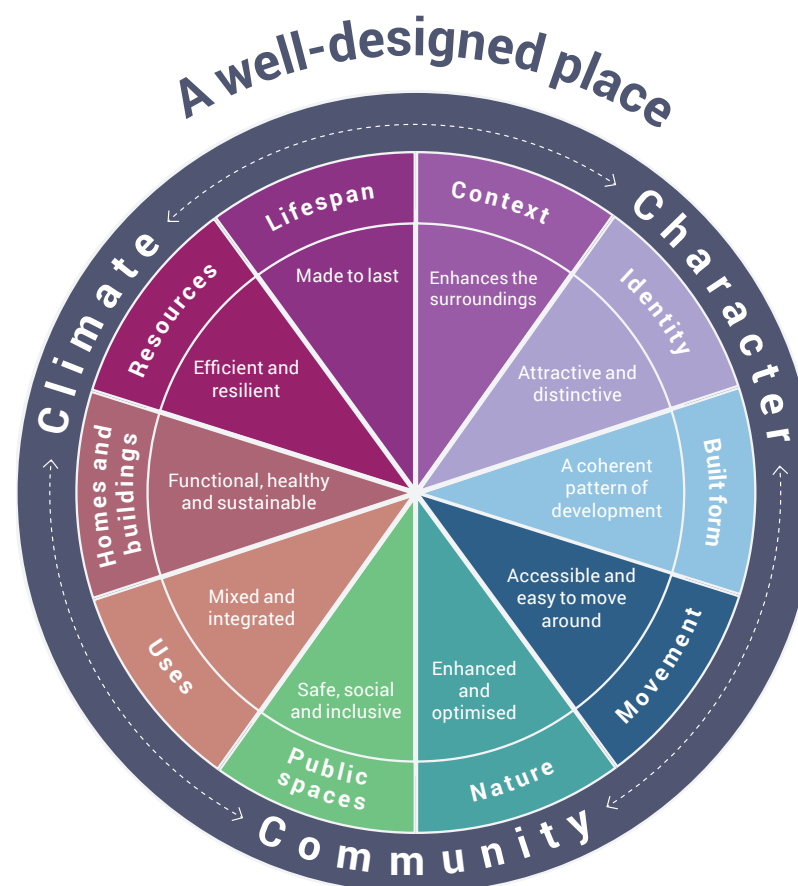 A well-designed place
Climate
Character
Community
Context
Enhances the
surroundings
Identity
Attractive and
distinctive
Built form
A coherent
pattern of
development
Movement
Accessible and
easy to move
around
Nature
Enhanced
and
optimised
Public
spaces
Safe, social
and inclusive
Uses
Mixed and
integrated
Homes and
buildings
Functional, healthy
and sustainable
Resources
Efficient and
resilient
Lifespan
Made to last